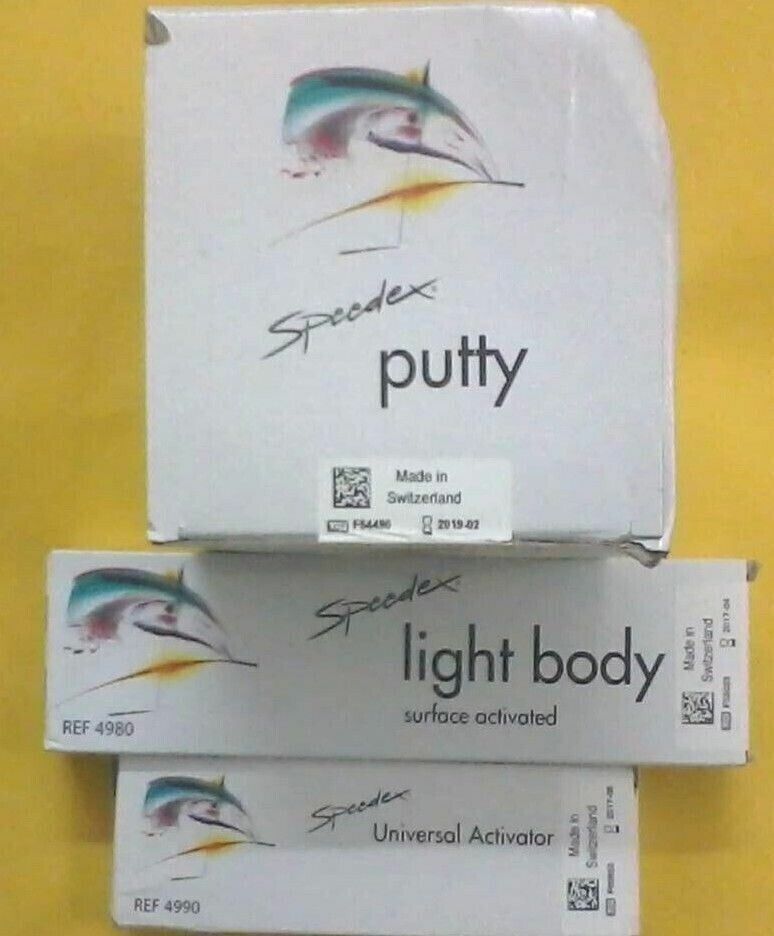 Speedex
putty
Made in
Switzerland
LOT F54490 2019-02
Speedex
light body
surface activated
REF 4980
Made in
Switzerland
2017-04
Speedex
Universal Activator
REF 4990
Made in
Switzerland